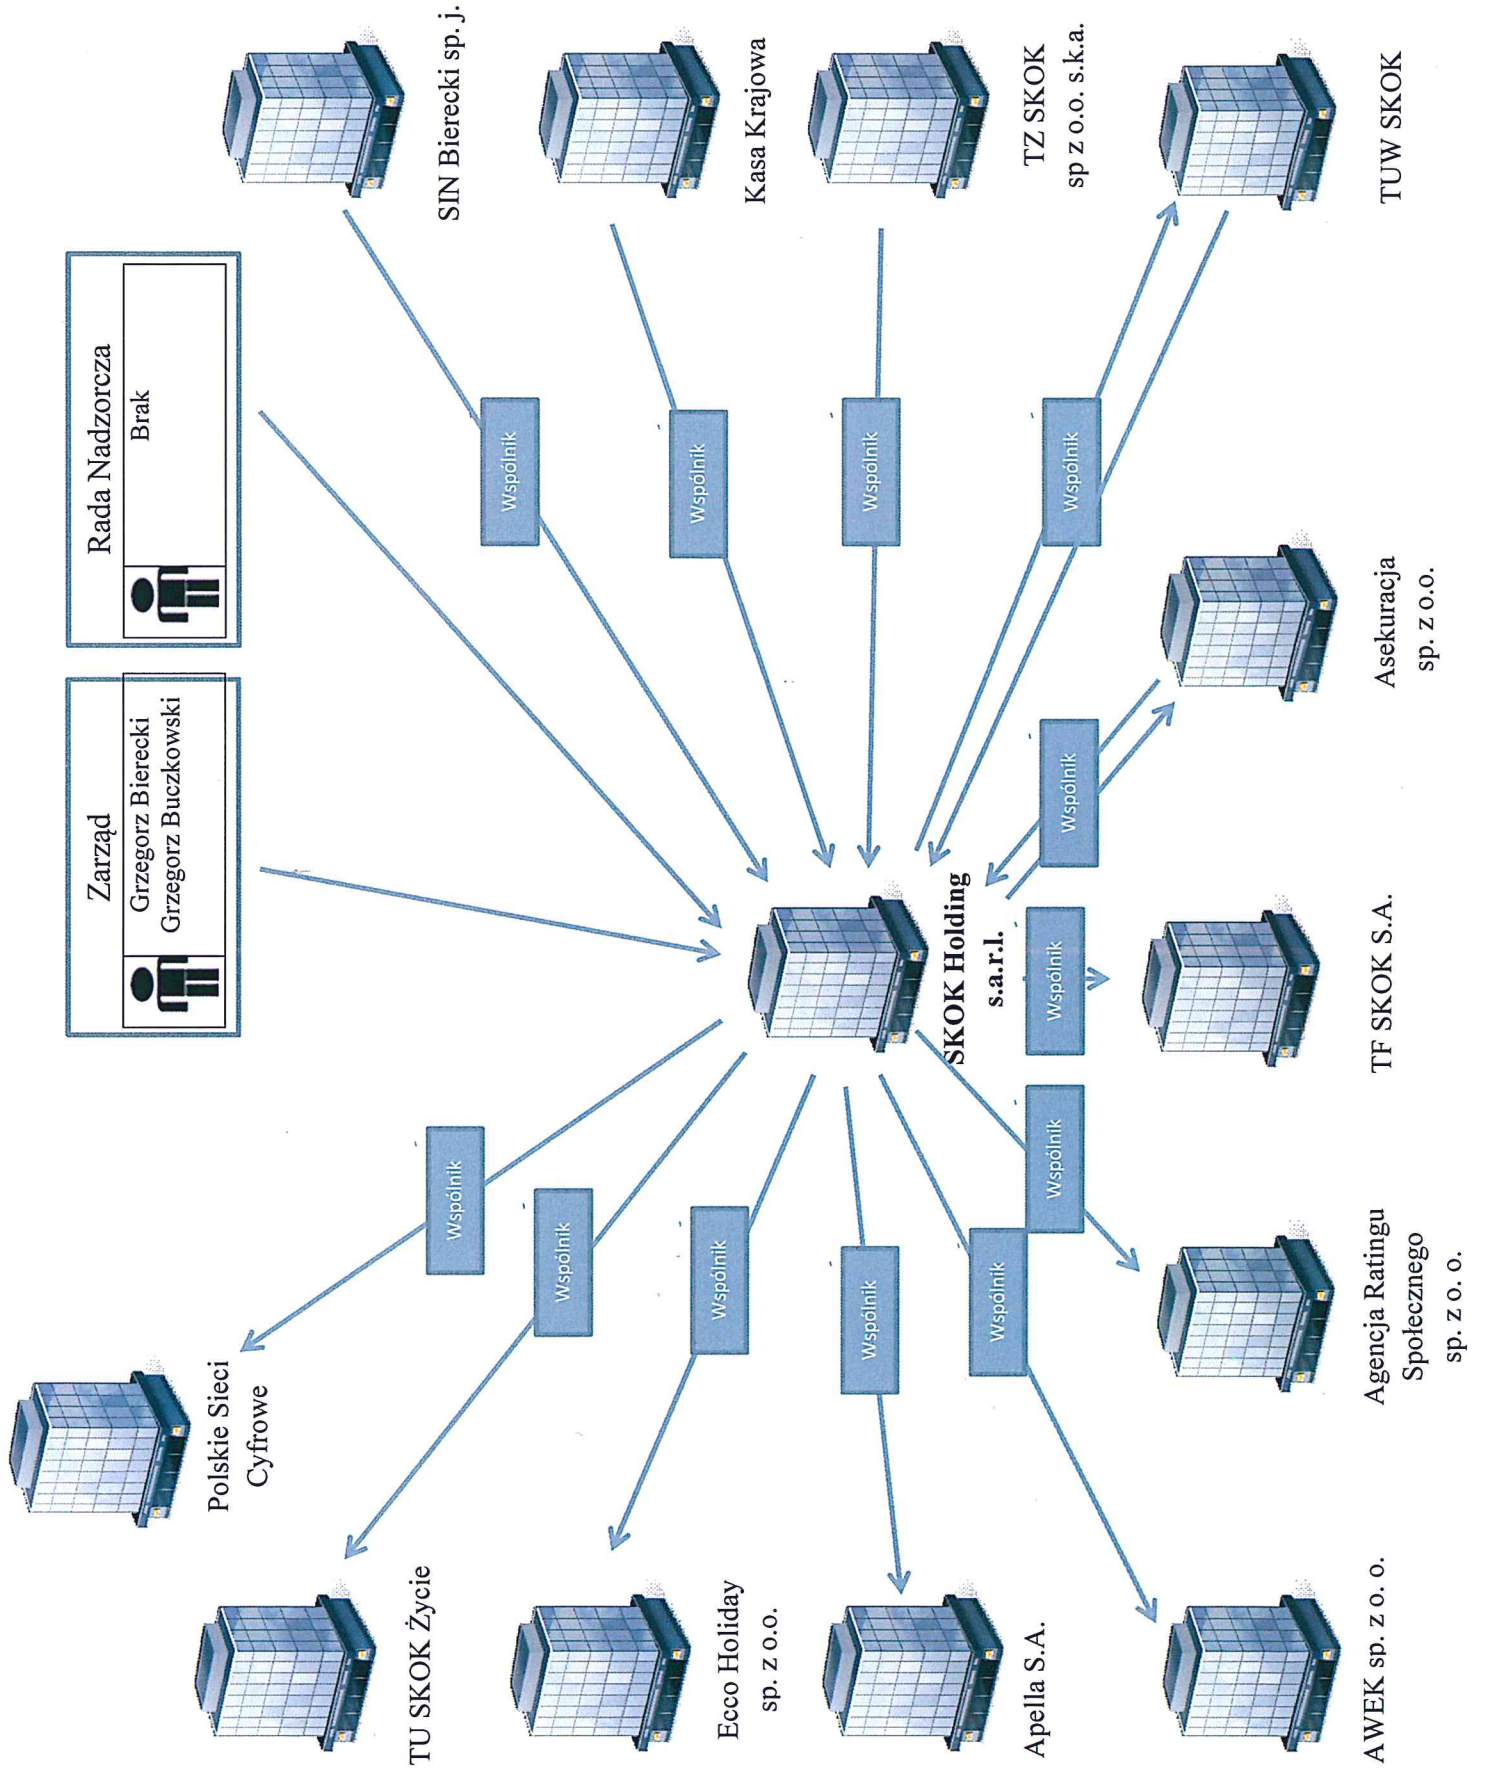 Zarząd
Grzegorz Bierecki
Grzegorz Buczkowski
Rada Nadzorcza
Brak
Polskie Sieci
Cyfrowe
TU SKOK Życie
SIN Bierecki sp. j.
Wspólnik
Wspólnik
Wspólnik
Ecco Holiday
sp. z o.o.
Kasa Krajowa
Wspólnik
Wspólnik
Wspólnik
Wspólnik
Apella S.A.
SKOK Holding
s.a.r.l.
TZ SKOK
sp z o.o. s.k.a.
Wspólnik
Wspólnik
Wspólnik
Wspólnik
Wspólnik
AWEK sp. z o. o.
Agencja Ratingu
Społecznego
sp. z o. o.
TF SKOK S.A.
Asekuracja
sp. z o.o.
TUW SKOK